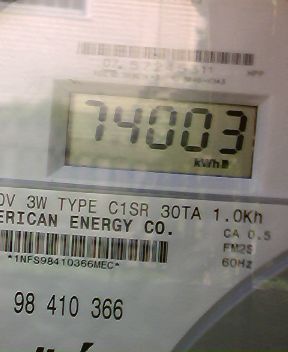 74003
kWh
0V 3W TYPE C1SR 30TA 1.0Kh
ERICAN ENERGY CO. CA 0.5
FM2S
*1NFS98410366MEC* 60Hz
98 410 366